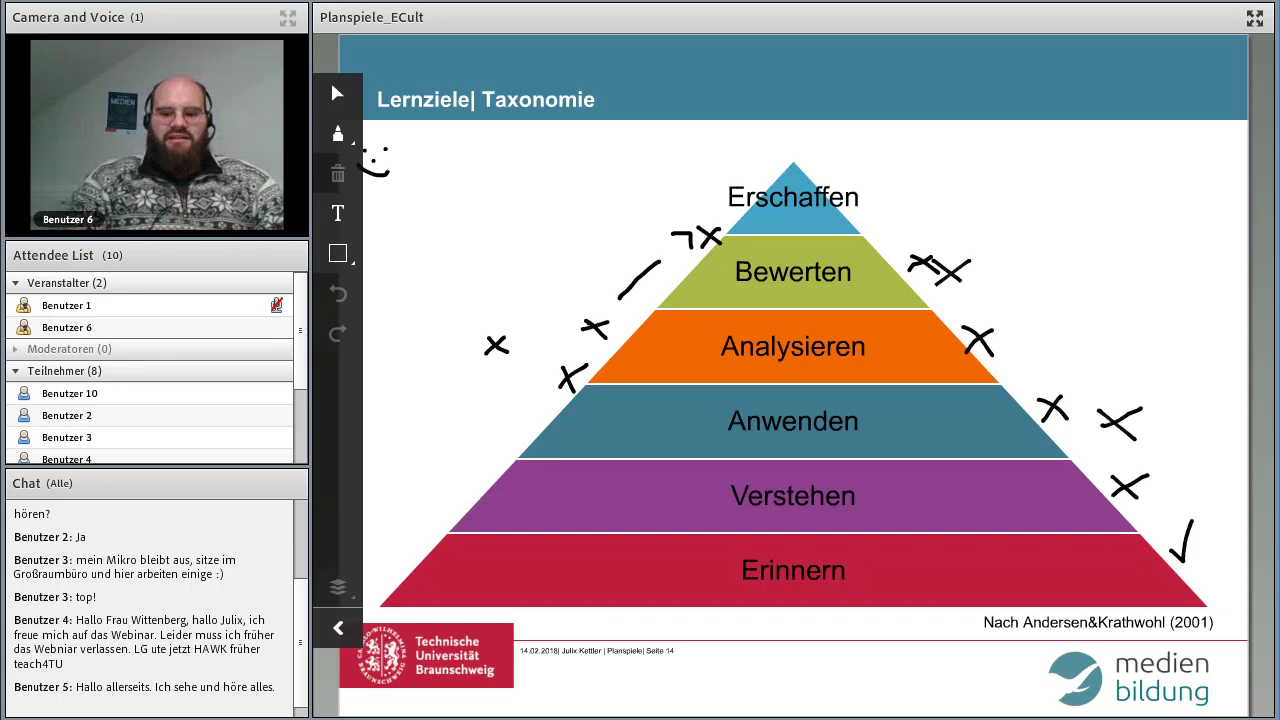 Camera and Voice (1)
Benutzer 6
Attendee List (10)
Veranstalter (2)
Benutzer 1
Benutzer 6
Moderatoren (0)
Teilnehmer (8)
Benutzer 10
Benutzer 2
Benutzer 3
Benutzer 4
Chat (Alle)
hören?
Benutzer 2: Ja
Benutzer 3: mein Mikro bleibt aus, sitze im
Großraumbüro und hier arbeiten einige :)
Benutzer 3: top!
Benutzer 4: Hallo Frau Wittenberg, hallo Julix, ich
freue mich auf das Webinar. Leider muss ich früher
das Webniar verlassen. LG ute jetzt HAWK früher
teach4TU
Benutzer 5: Hallo allerseits. Ich sehe und höre alles.
Planspiele_ECult
Lernziele| Taxonomie
Erschaffen
Bewerten
Analysieren
Anwenden
Verstehen
Erinnern
Nach Andersen&Krathwohl (2001)
Technische
Universität
Braunschweig
14.02.2018| Julix Kettler | Planspiele| Seite 14
medien
bildung